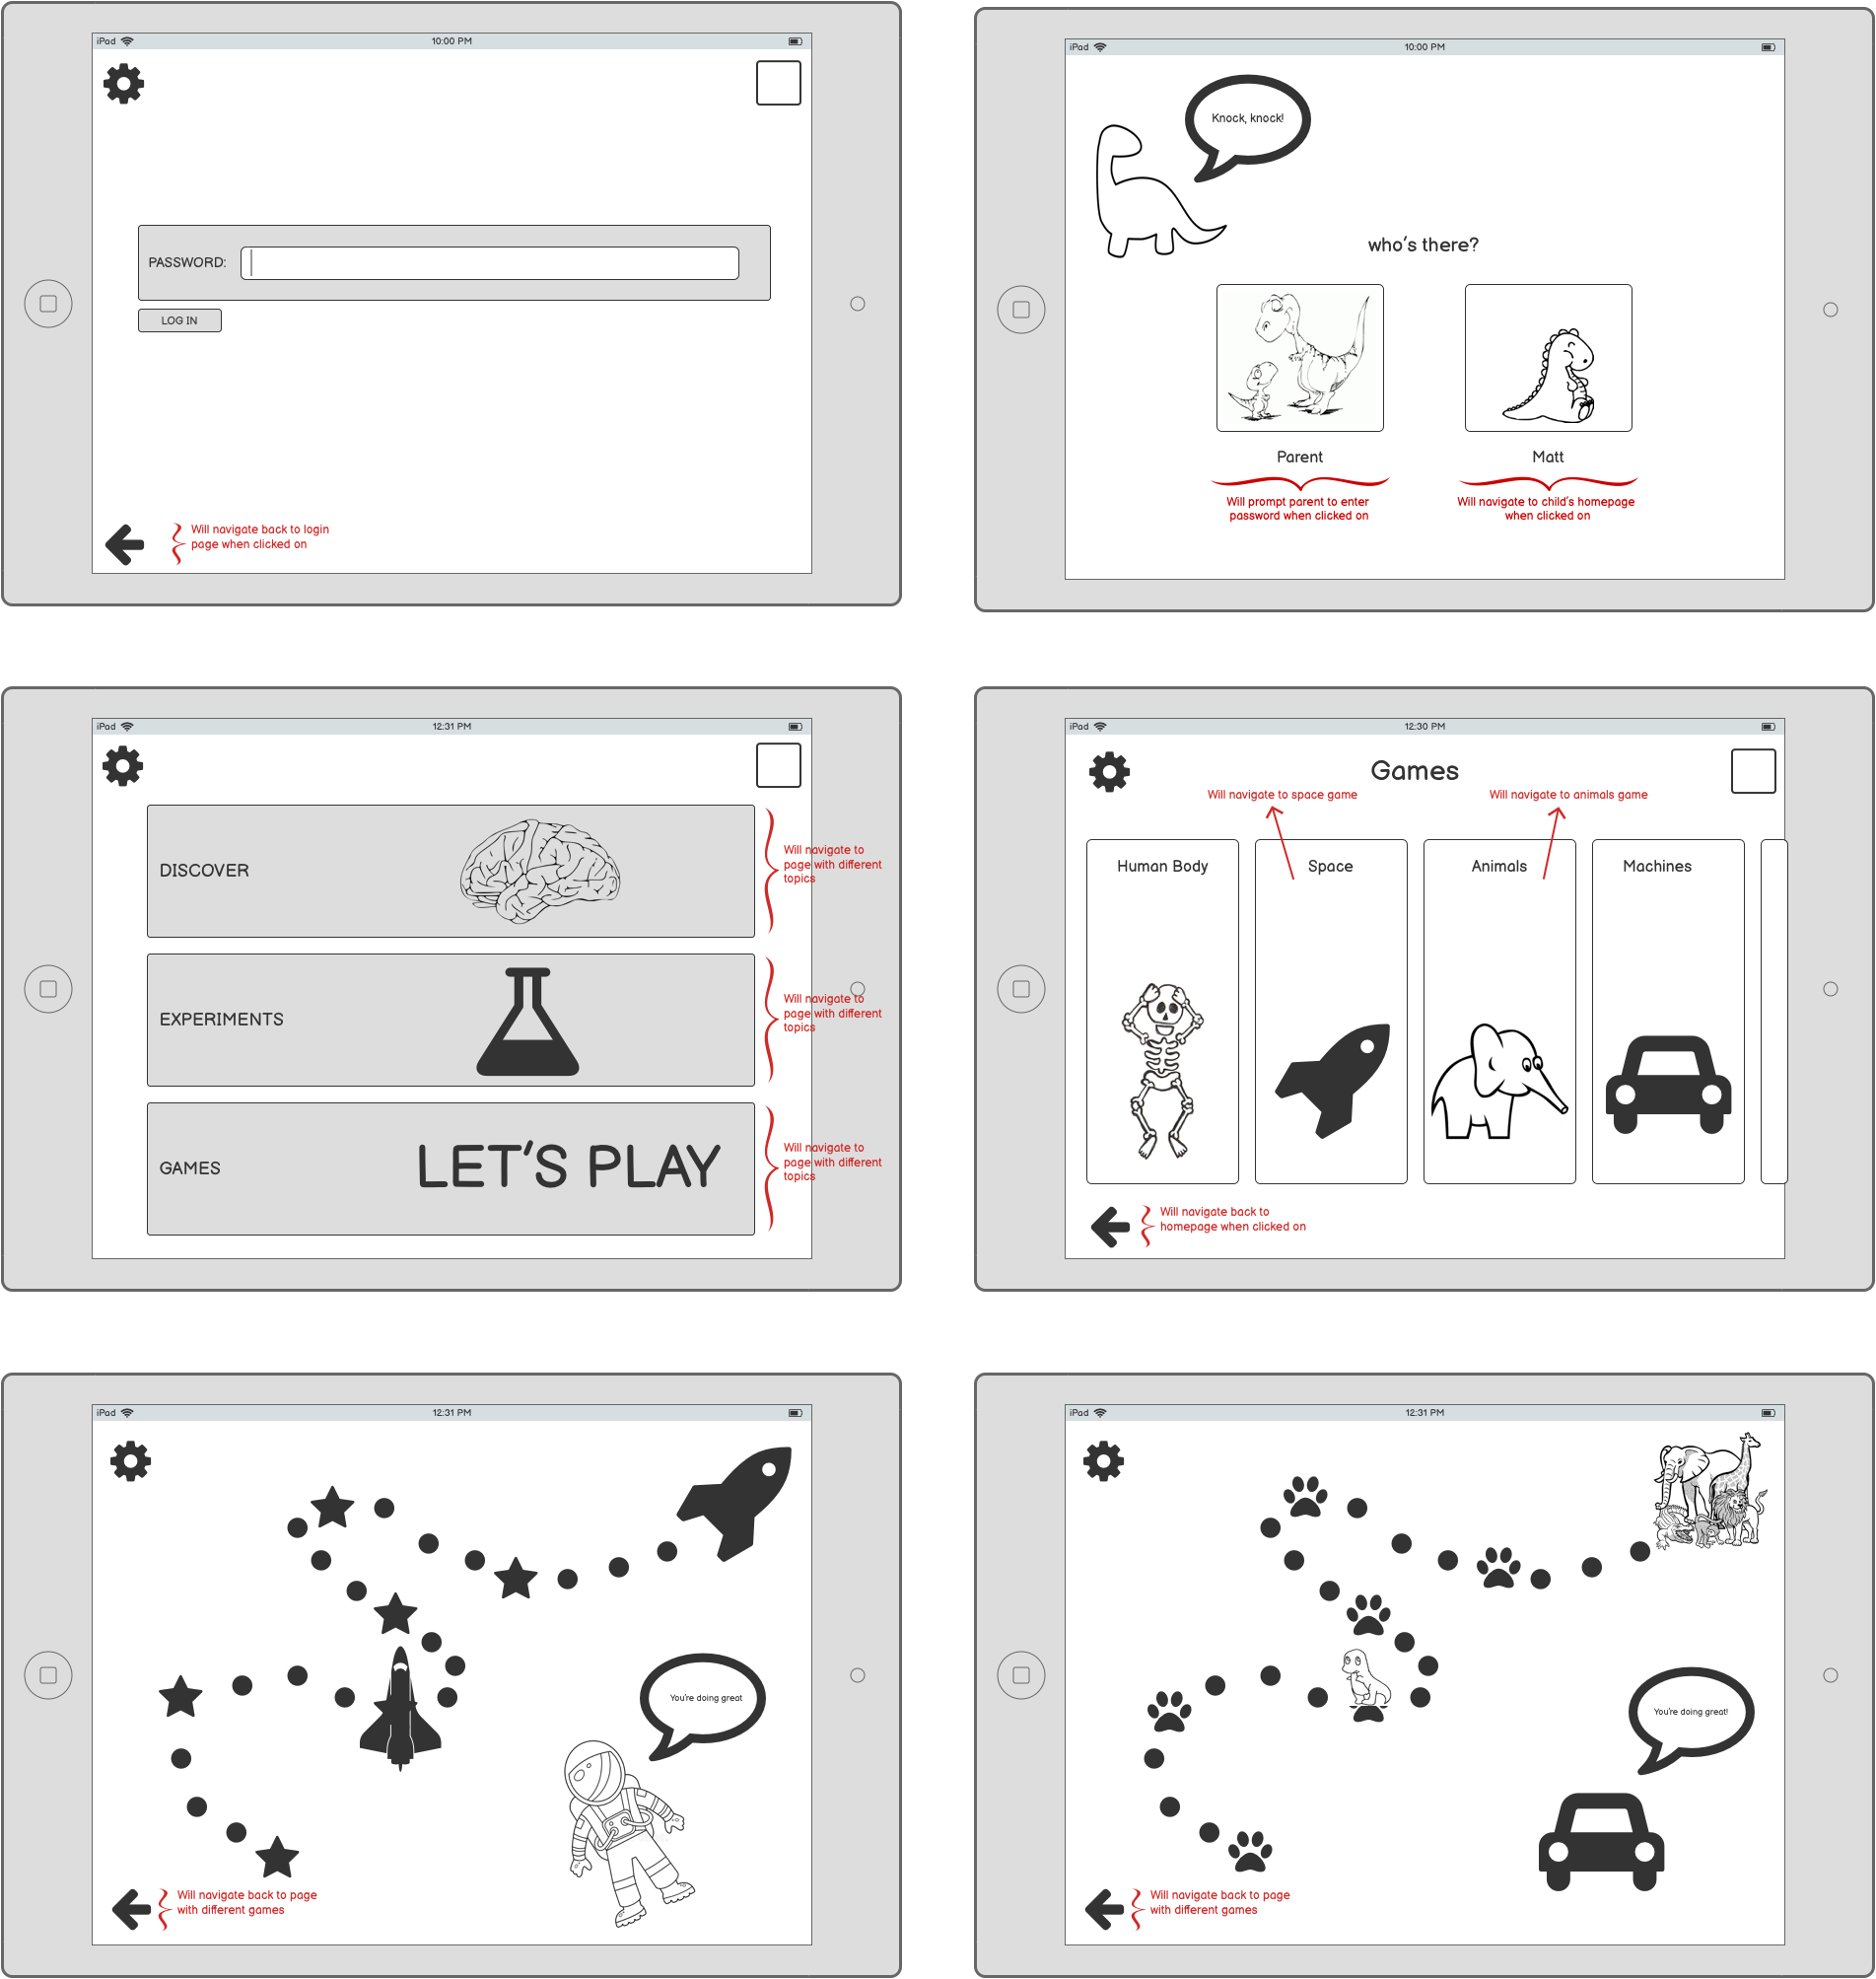 iPad
10:00 PM
PASSWORD:
LOG IN
Will navigate back to login
page when clicked on
iPad
10:00 PM
Knock, knock!
who's there?
Parent
Matt
Will prompt parent to enter
password when clicked on
Will navigate to child's homepage
when clicked on
iPad
12:31 PM
DISCOVER
Will navigate to
page with different
topics
EXPERIMENTS
Will navigate to
page with different
topics
GAMES
LET'S PLAY
Will navigate to
page with different
topics
iPad
12:30 PM
Games
Will navigate to space game
Will navigate to animals game
Human Body
Space
Animals
Machines
Will navigate back to
homepage when clicked on
iPad
12:31 PM
You're doing great
Will navigate back to page
with different games
iPad
12:31 PM
You're doing great!
Will navigate back to page
with different games